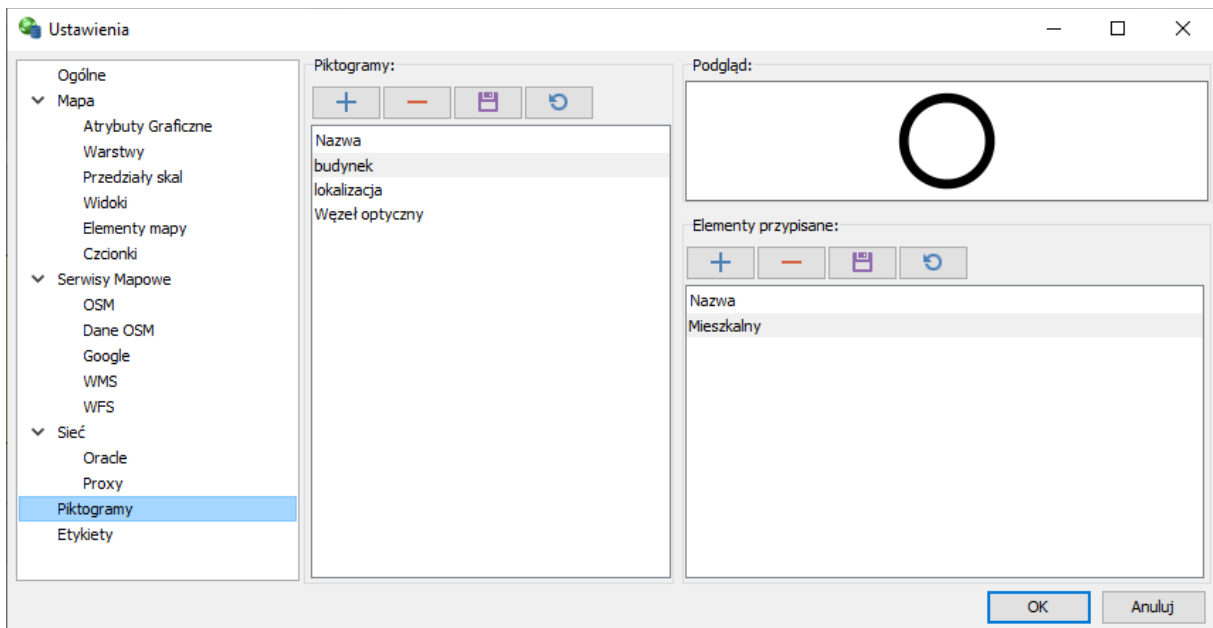 Ustawienia
Ogólne
Mapa
Atrybuty Graficzne
Warstwy
Przedziały skal
Widoki
Elementy mapy
Czcionki
Serwisy Mapowe
OSM
Dane OSM
Google
WMS
WFS
Sieć
Oracle
Proxy
Piktogramy
Etykiety
Piktogramy:
Nazwa
budynek
lokalizacja
Węzeł optyczny
Podgląd:
Elementy przypisane:
Nazwa
Mieszkalny
OK
Anuluj